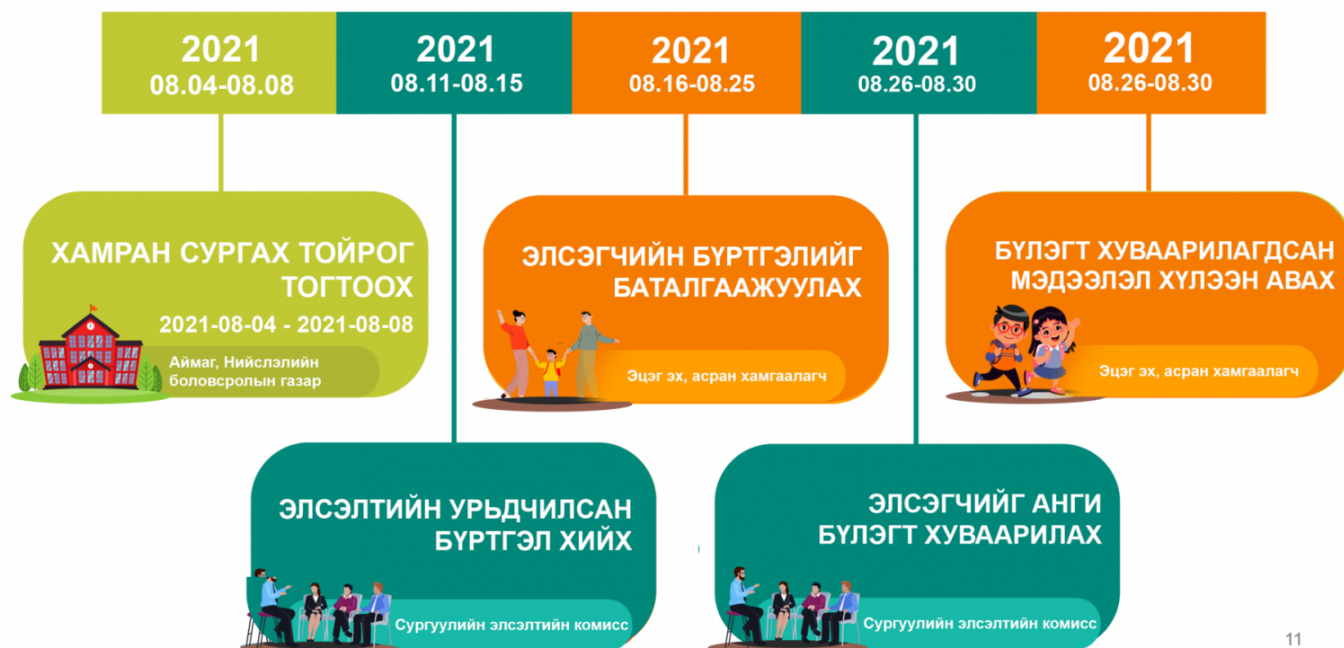 2021
08.04-08.08
2021
08.11-08.15
2021
08.16-08.25
2021
08.26-08.30
2021
08.26-08.30
ХАМРАН СУРГАХ ТОЙРОГ
ТОГТООХ
2021-08-04 - 2021-08-08
Аймаг, Нийслэлийн
боловсролын газар
ЭЛСЭГЧИЙН БҮРТГЭЛИЙГ
БАТАЛГААЖУУЛАХ
Эцэг эх, асран хамгаалагч
БҮЛЭГТ ХУВААРИЛАГДСАН
МЭДЭЭЛЭЛ ХҮЛЭЭН АВАХ
Эцэг эх, асран хамгаалагч
ЭЛСЭЛТИЙН УРЬДЧИЛСАН
БҮРТГЭЛ ХИЙХ
Сургуулийн элсэлтийн комисс
ЭЛСЭГЧИЙГ АНГИ
БҮЛЭГТ ХУВААРИЛАХ
Сургуулийн элсэлтийн комисс
11